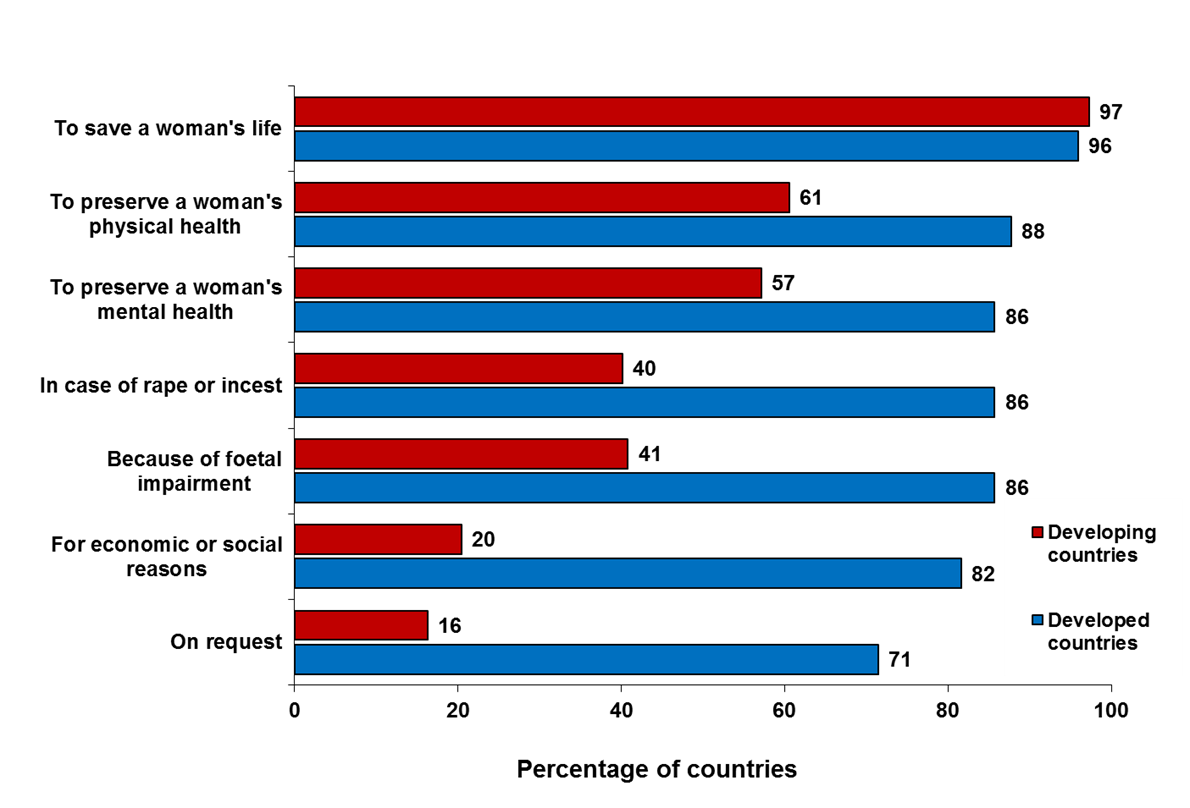 To save a woman's life
97
96
To preserve a woman's
physical health
61
88
To preserve a woman's
mental health
57
86
In case of rape or incest
40
86
Because of foetal
impairment
41
86
For economic or social
reasons
20
82
Developing
countries
On request
16
71
Developed
countries
0 20 40 60 80 100
Percentage of countries